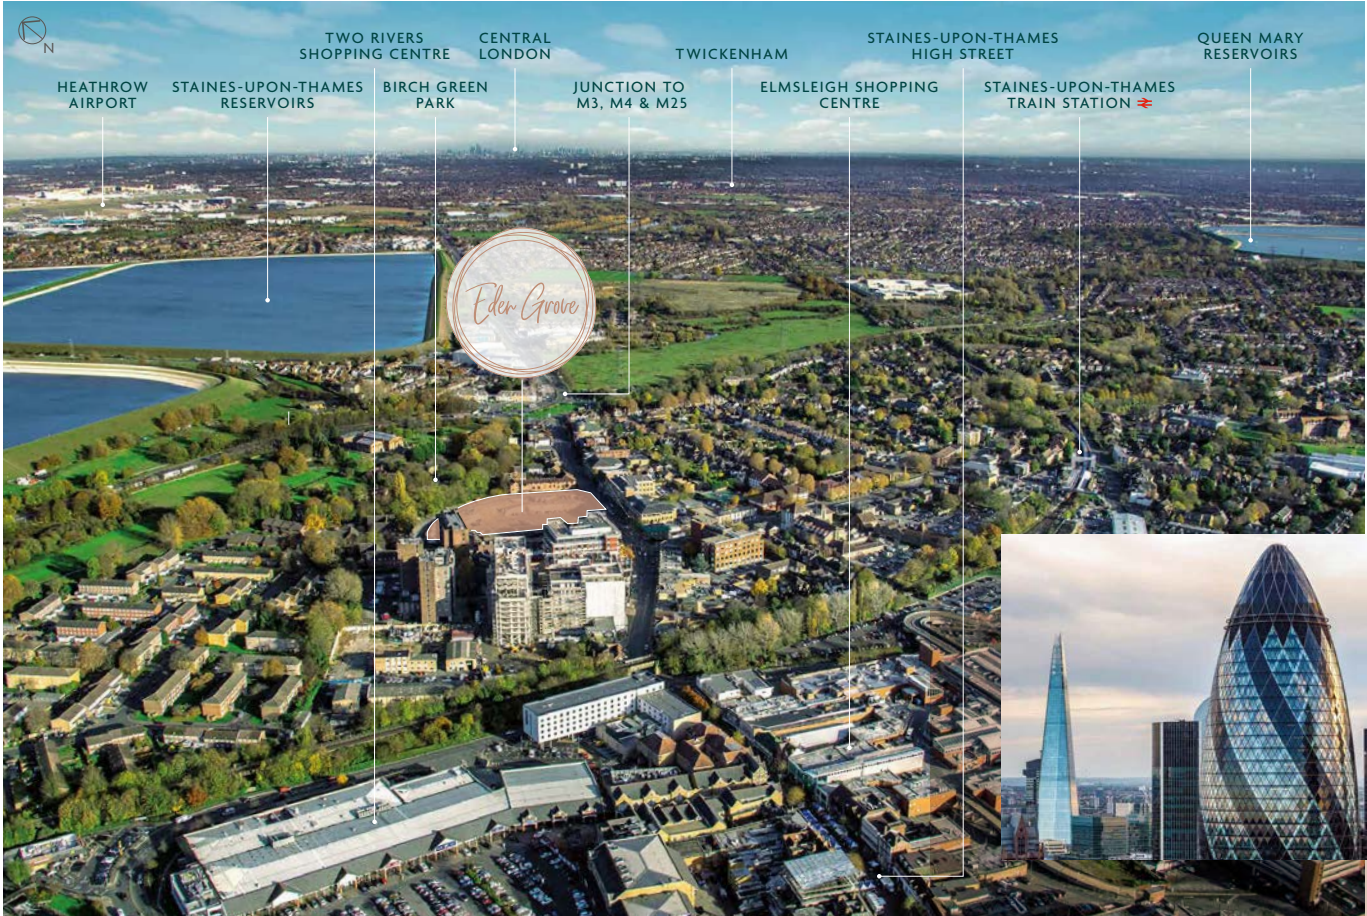 N
TWO RIVERS
SHOPPING CENTRE
CENTRAL
LONDON
TWICKENHAM
STAINES-UPON-THAMES
HIGH STREET
QUEEN MARY
RESERVOIRS
HEATHROW
AIRPORT
STAINES-UPON-THAMES
RESERVOIRS
BIRCH GREEN
PARK
JUNCTION TO
M3, M4 & M25
ELMSLEIGH SHOPPING
CENTRE
STAINES-UPON-THAMES
TRAIN STATION
Eden Grove